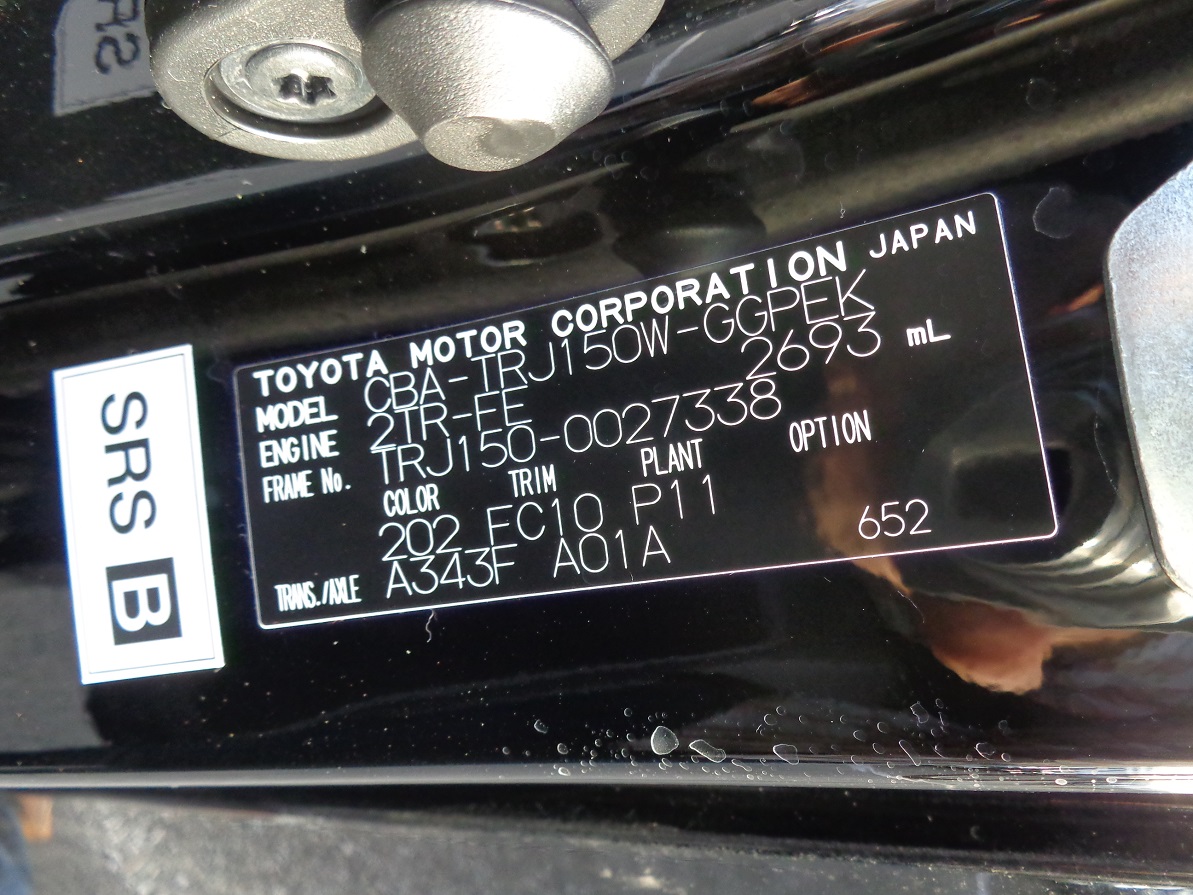 TOYOTA MOTOR CORPORATION JAPAN
MODEL CBA-TRJ150W-GGPEK
ENGINE 2TR-FE 2693 mL
FRAME No. TRJ150-0027338
COLOR TRIM PLANT OPTION
202 FC10 P11
TRANS./AXLE A343F A01A 652
SRS B